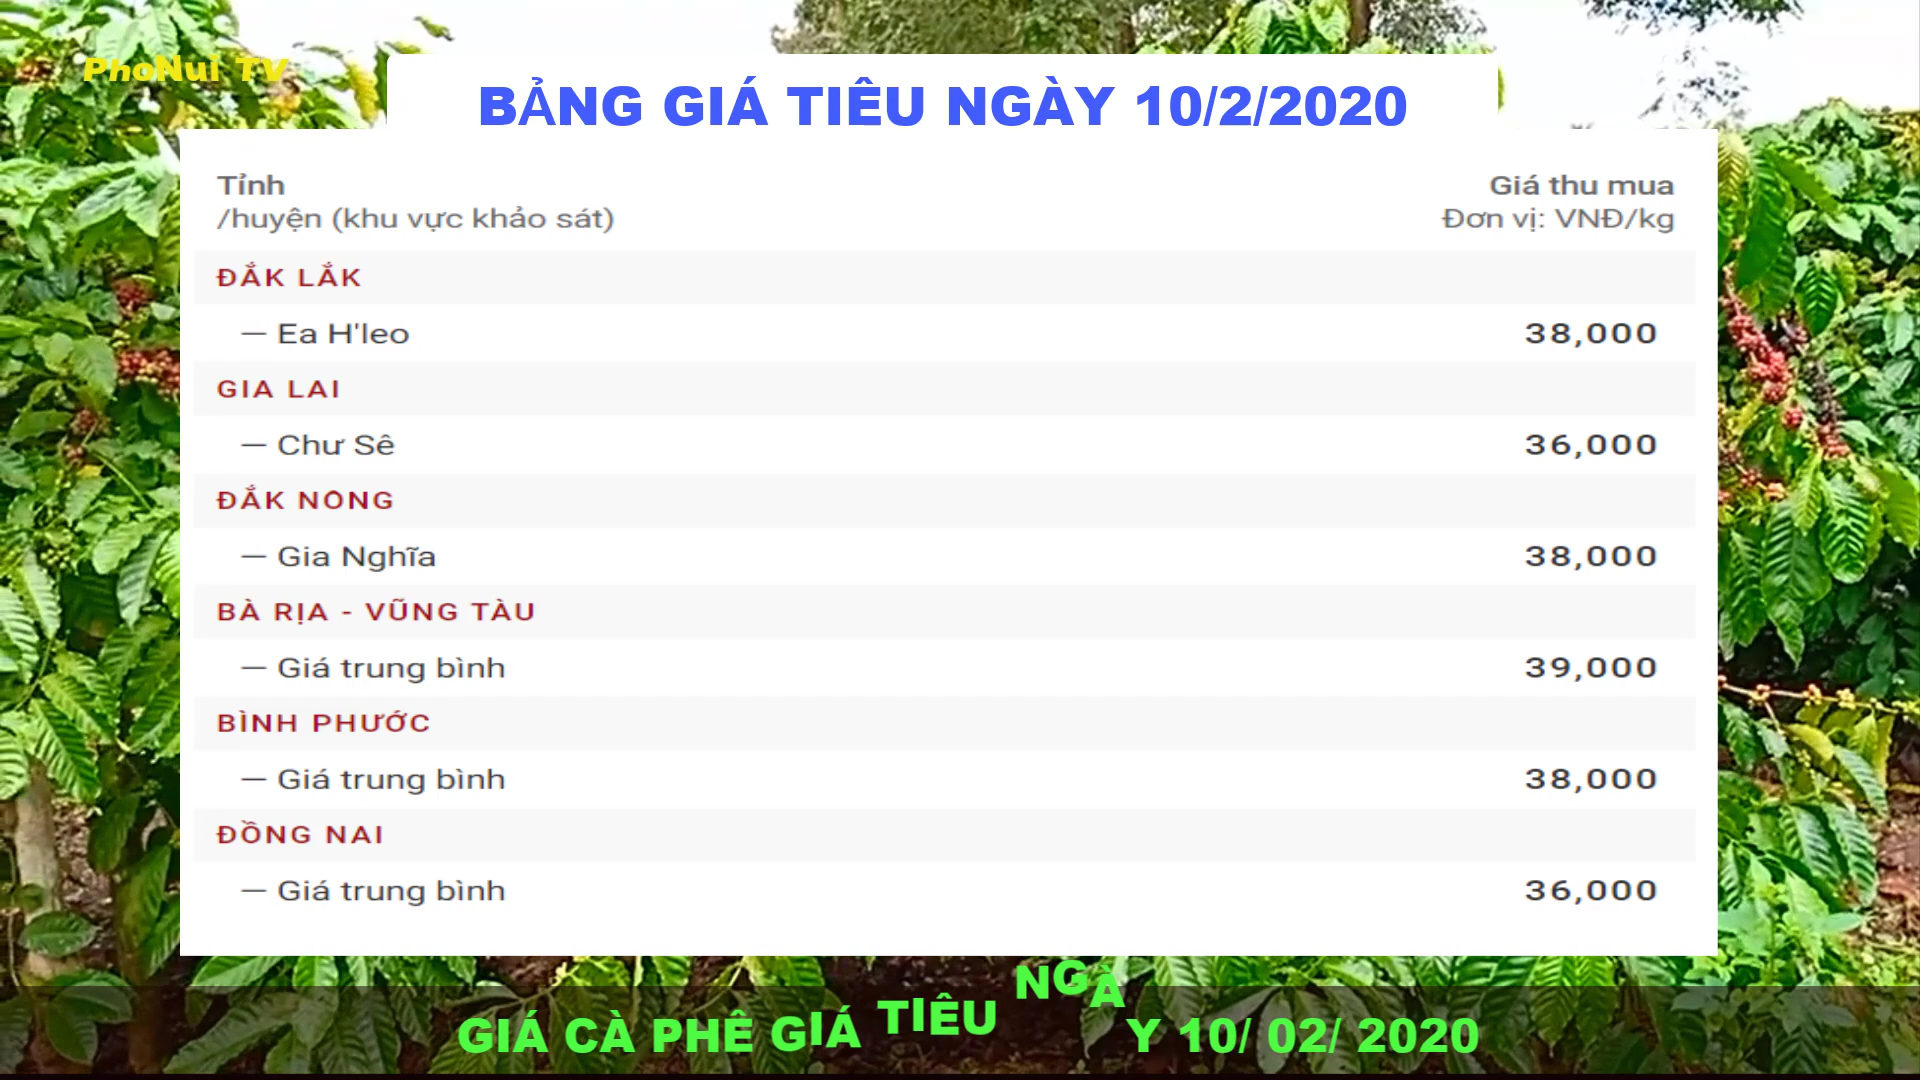 PhoNui TV
BẢNG GIÁ TIÊU NGÀY 10/2/2020
Tỉnh
/huyện (khu vực khảo sát)
Giá thu mua
Đơn vị: VNĐ/kg
ĐẮK LẮK
— Ea H'leo 38,000
GIA LAI
— Chư Sê 36,000
ĐẮK NÔNG
— Gia Nghĩa 38,000
BÀ RỊA - VŨNG TÀU
— Giá trung bình 39,000
BÌNH PHƯỚC
— Giá trung bình 38,000
ĐỒNG NAI
— Giá trung bình 36,000
GIÁ CÀ PHÊ GIÁ TIÊU NGÀY 10/ 02/ 2020